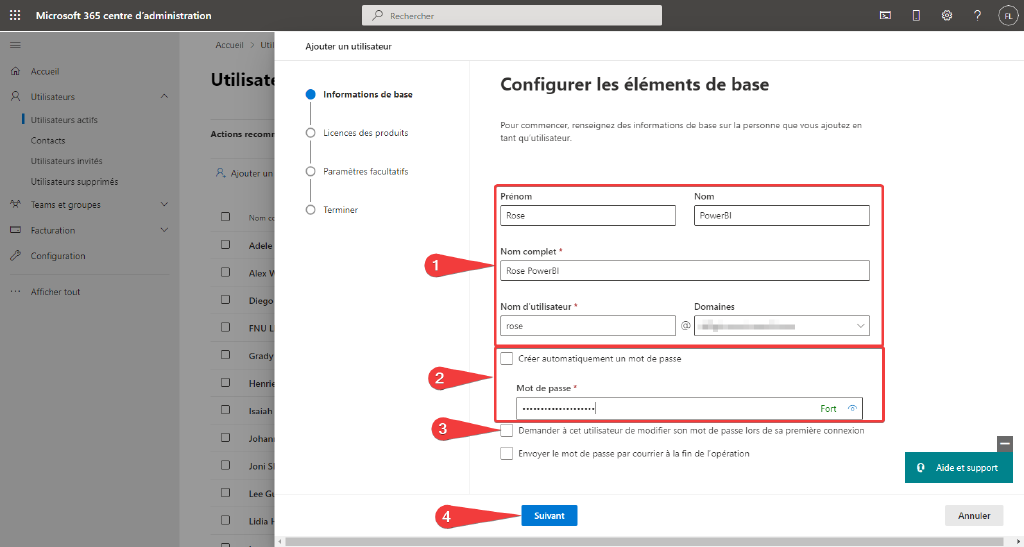 Microsoft 365 centre d'administration
Rechercher
FL
Accueil
Utilisateurs
Utilisateurs actifs
Contacts
Utilisateurs invités
Utilisateurs supprimés
Teams et groupes
Facturation
Configuration
Afficher tout
Accueil > Uti
Utilisate
Actions recomm
Ajouter un
Nom co
Adele
Alex W
Diego
FNU L
Grady
Henrie
Isaiah
Johann
Joni S
Lee Gu
Lidia H
Ajouter un utilisateur
Informations de base
Licences des produits
Paramètres facultatifs
Terminer
Configurer les éléments de base
Pour commencer, renseignez des informations de base sur la personne que vous ajoutez en
tant qu'utilisateur.
Prénom Nom
Rose PowerBI
1
Nom complet *
Rose PowerBI
Nom d'utilisateur * Domaines
rose @
2
Créer automatiquement un mot de passe
Mot de passe *
•••••••••••••••••••• Fort
3
Demander à cet utilisateur de modifier son mot de passe lors de sa première connexion
Envoyer le mot de passe par courrier à la fin de l'opération
Aide et support
4
Suivant
Annuler